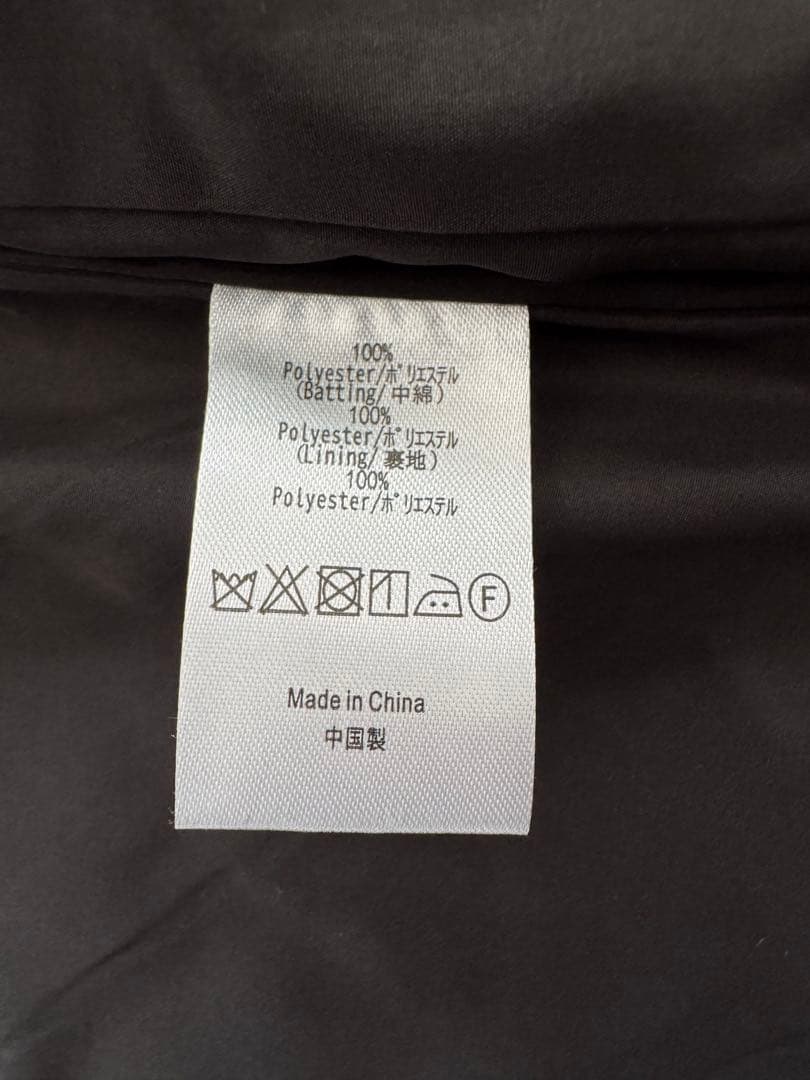 100%
Polyester/ポリエステル
(Batting/中綿)
100%
Polyester/ポリエステル
(Lining/裏地)
100%
Polyester/ポリエステル
F
Made in China
中国製